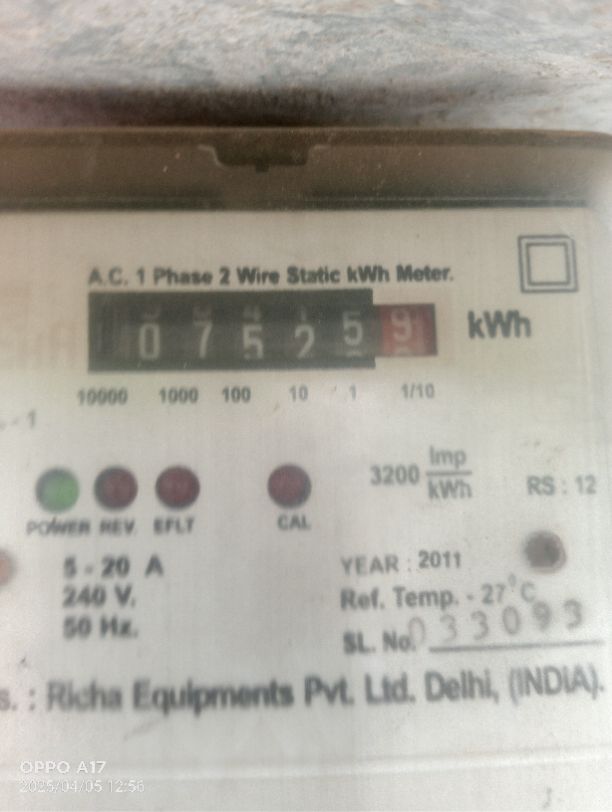 A.C. 1 Phase 2 Wire Static kWh Meter.
0 7 5 2 5 9 kWh
10000 1000 100 10 1 1/10
3200 Imp/kWh
RS : 12
POWER REV. EFLT CAL
5 - 20 A
240 V.
50 Hz.
YEAR : 2011
Ref. Temp. - 27°C
SL. No. 033093
s. : Richa Equipments Pvt. Ltd. Delhi, (INDIA).
OPPO A17
2025/04/05 12:56